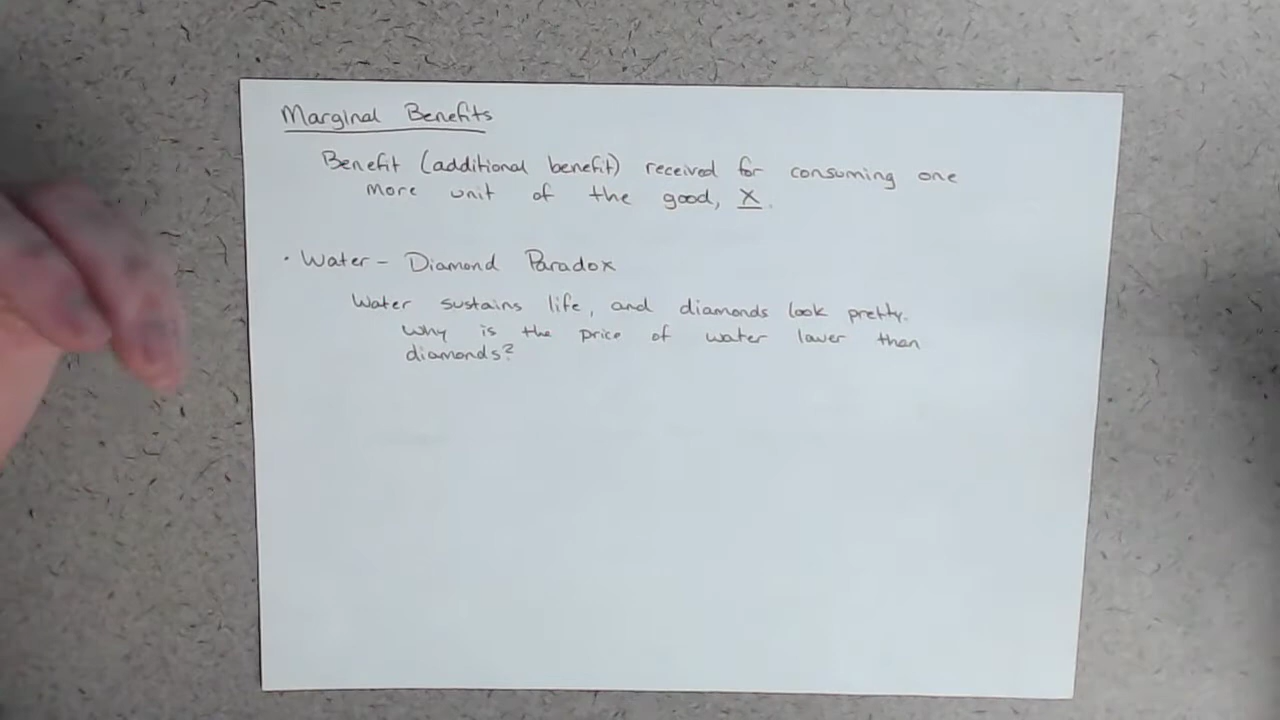 Marginal Benefits
Benefit (additional benefit) received for consuming one
more unit of the good, X.
• Water - Diamond Paradox
Water sustains life, and diamonds look pretty.
Why is the price of water lower than
diamonds?